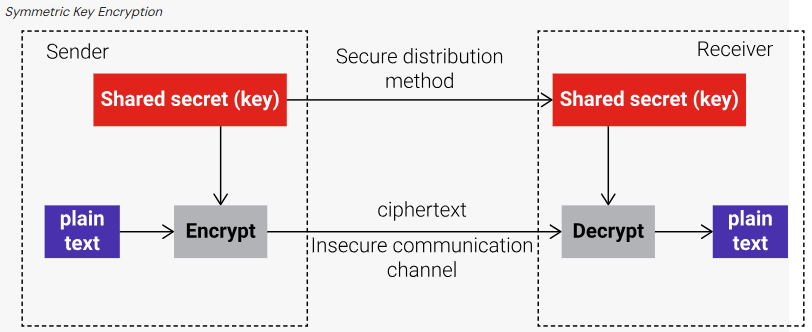 Symmetric Key Encryption
Sender
Receiver
Secure distribution
method
Shared secret (key)
Shared secret (key)
plain
text
Encrypt
ciphertext
Insecure communication
channel
Decrypt
plain
text